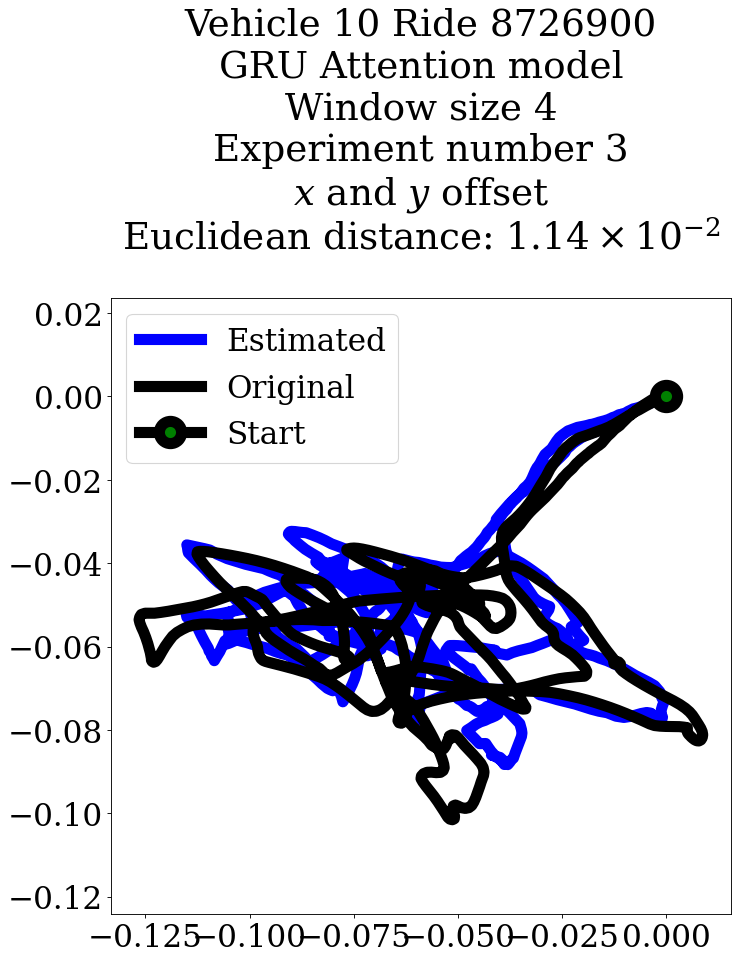 Vehicle 10 Ride 8726900
GRU Attention model
Window size 4
Experiment number 3
x and y offset
Euclidean distance: 1.14 × 10⁻²
Estimated
Original
Start
0.02
0.00
−0.02
−0.04
−0.06
−0.08
−0.10
−0.12
−0.125 −0.100 −0.075 −0.050 −0.025 0.000